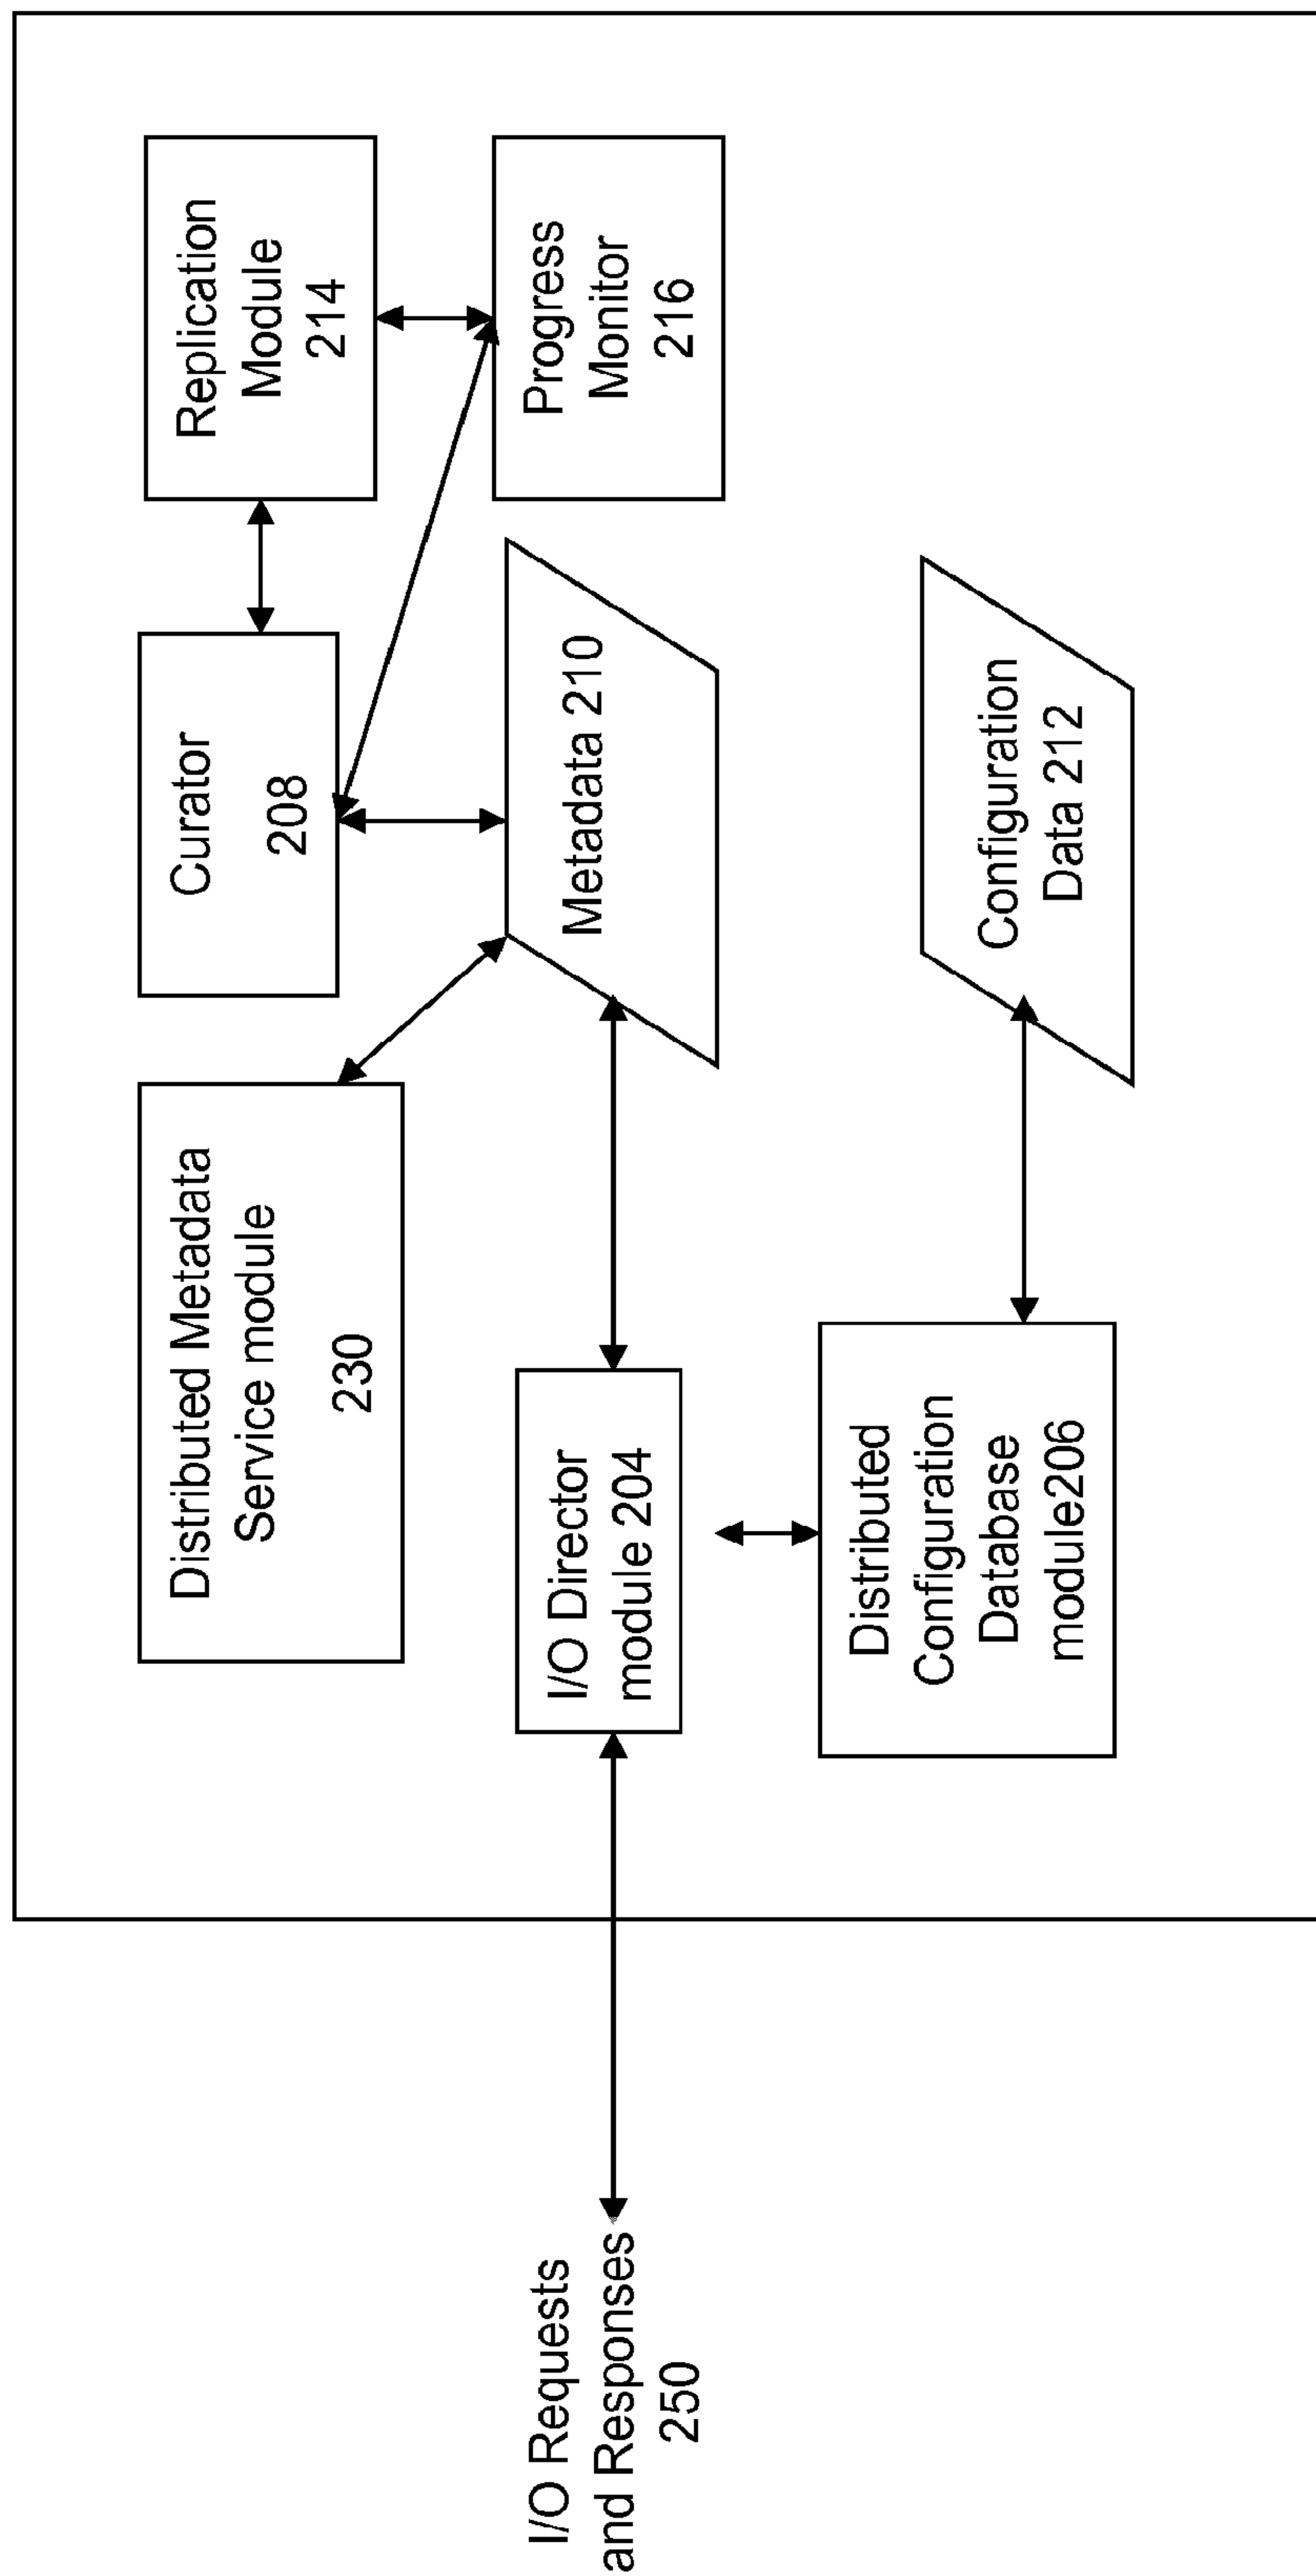 Distributed Metadata
Service module
230
Curator
208
Replication
Module
214
I/O Requests
and Responses
250
I/O Director
module 204
Metadata 210
Progress
Monitor
216
Distributed
Configuration
Database
module206
Configuration
Data 212